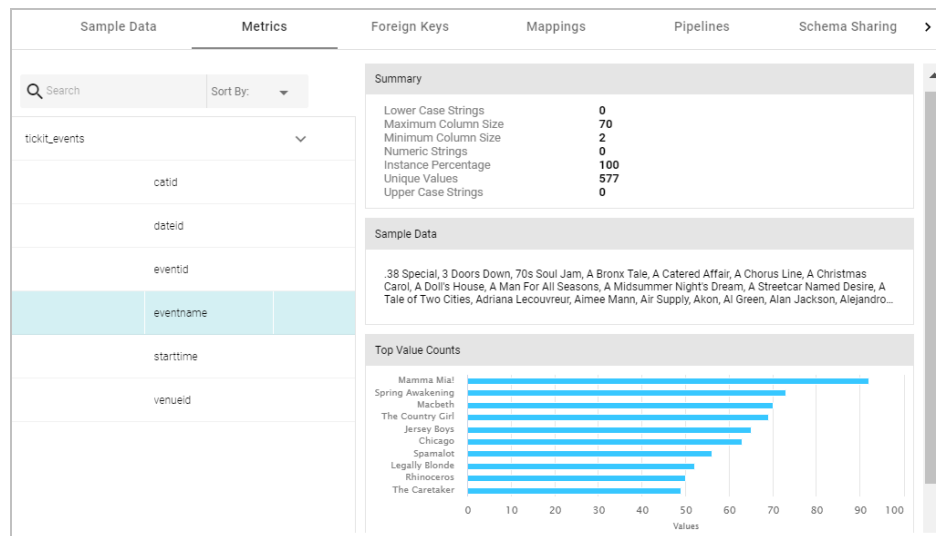 Sample Data Metrics Foreign Keys Mappings Pipelines Schema Sharing
Search Sort By:
tickit_events
catid
dateid
eventid
eventname
starttime
venueid
Summary
Lower Case Strings 0
Maximum Column Size 70
Minimum Column Size 2
Numeric Strings 0
Instance Percentage 100
Unique Values 577
Upper Case Strings 0
Sample Data
.38 Special, 3 Doors Down, 70s Soul Jam, A Bronx Tale, A Catered Affair, A Chorus Line, A Christmas
Carol, A Doll's House, A Man For All Seasons, A Midsummer Night's Dream, A Streetcar Named Desire, A
Tale of Two Cities, Adriana Lecouvreur, Aimee Mann, Air Supply, Akon, Al Green, Alan Jackson, Alejandro...
Top Value Counts
Mamma Mia!
Spring Awakening
Macbeth
The Country Girl
Jersey Boys
Chicago
Spamalot
Legally Blonde
Rhinoceros
The Caretaker
0 10 20 30 40 50 60 70 80 90 100
Values